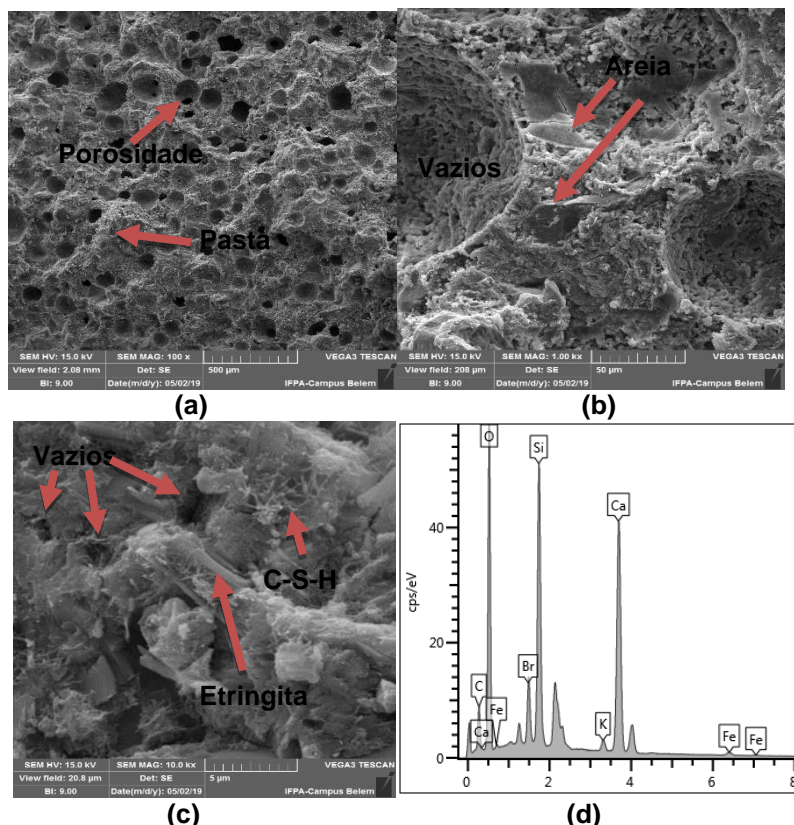 Porosidade
Pasta
SEM HV: 15.0 kV SEM MAG: 100 x VEGA3 TESCAN
View field: 2.08 mm Det: SE 500 µm
BI: 9.00 Date(m/d/y): 05/02/19 IFPA-Campus Belem
(a)
Areia
Vazios
SEM HV: 15.0 kV SEM MAG: 1.00 kx VEGA3 TESCAN
View field: 208 µm Det: SE 50 µm
BI: 9.00 Date(m/d/y): 05/02/19 IFPA-Campus Belem
(b)
Vazios
C-S-H
Etringita
SEM HV: 15.0 kV SEM MAG: 10.0 kx VEGA3 TESCAN
View field: 20.8 µm Det: SE 5 µm
BI: 9.00 Date(m/d/y): 05/02/19 IFPA-Campus Belem
(c)
O
Si
Ca
40
cps/eV
20
Br
C
Fe
Ca
K
Fe
Fe
0
0 2 4 6 8
(d)